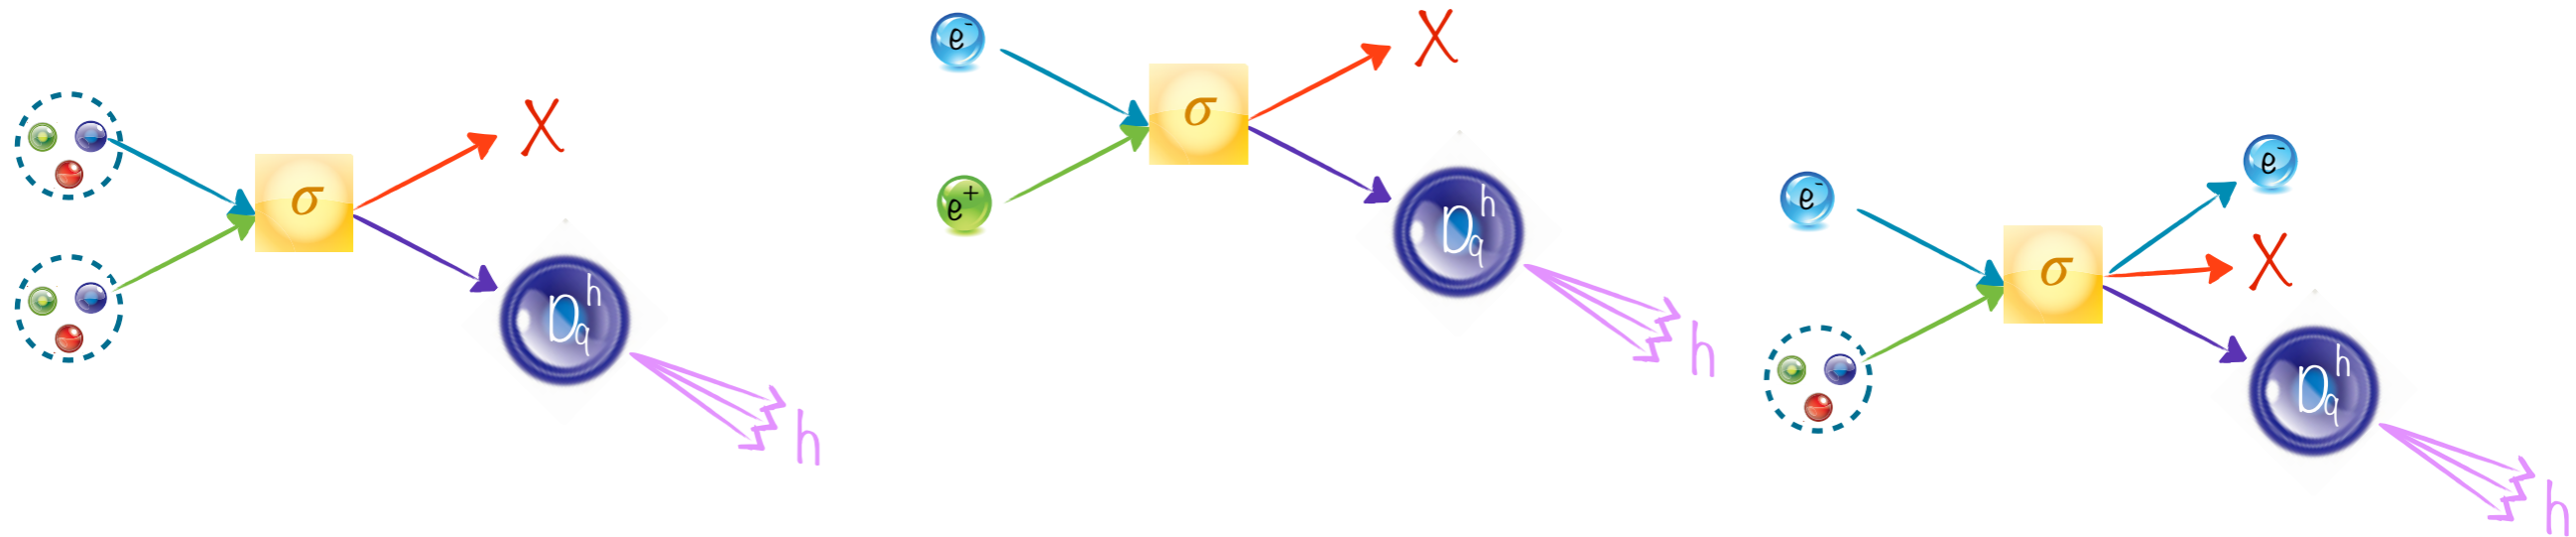 σ
X
D_q^h
h
e^-
e^+
σ
X
D_q^h
h
e^-
σ
e^-
X
D_q^h
h